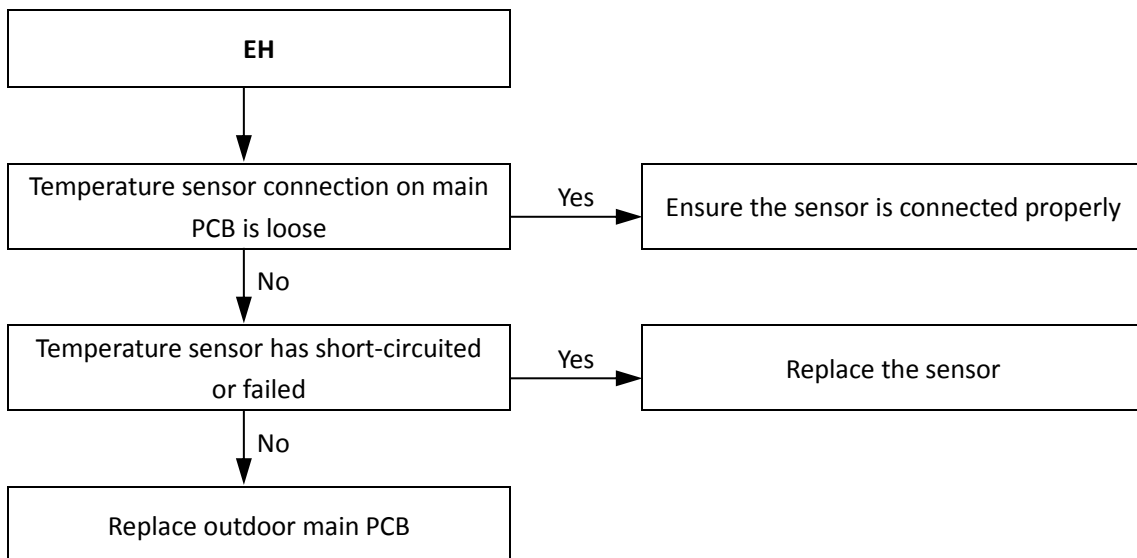 EH
Temperature sensor connection on main
PCB is loose
Yes
Ensure the sensor is connected properly
No
Temperature sensor has short-circuited
or failed
Yes
Replace the sensor
No
Replace outdoor main PCB